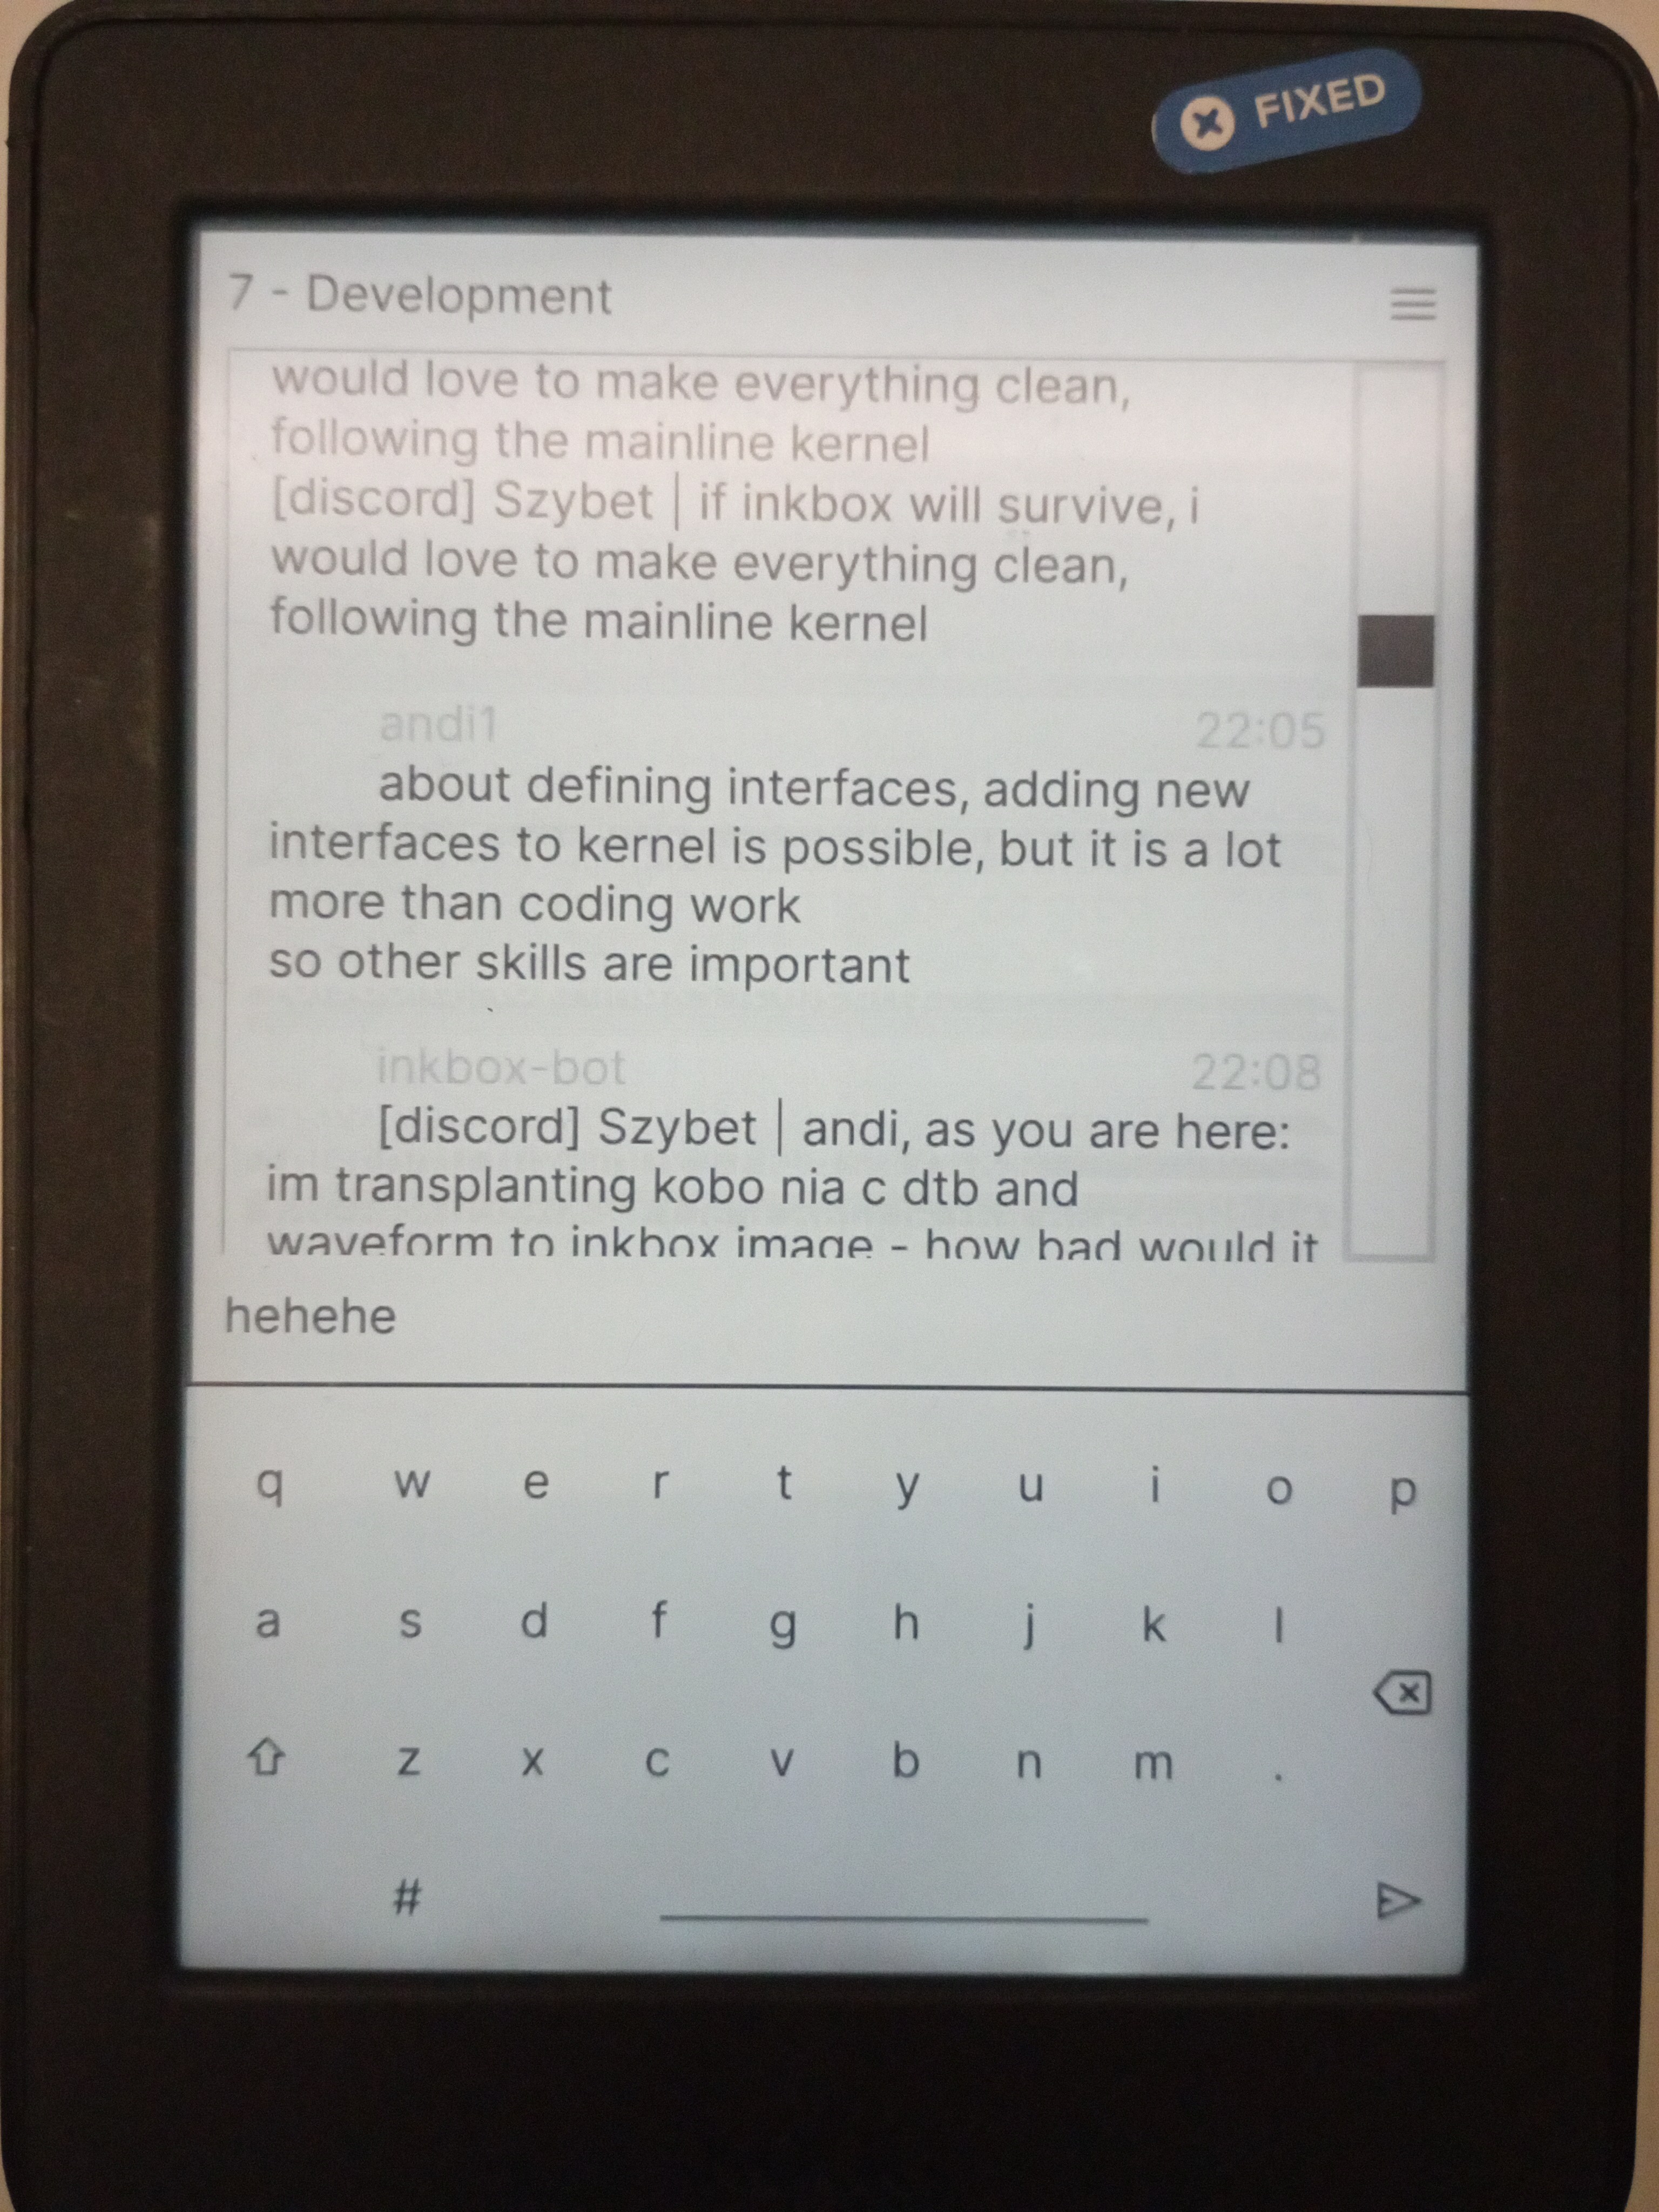 FIXED
7 - Development
would love to make everything clean,
following the mainline kernel
[discord] Szybet | if inkbox will survive, i
would love to make everything clean,
following the mainline kernel
andi1 22:05
about defining interfaces, adding new
interfaces to kernel is possible, but it is a lot
more than coding work
so other skills are important
inkbox-bot 22:08
[discord] Szybet | andi, as you are here:
im transplanting kobo nia c dtb and
waveform to inkbox image - how bad would it
hehehe
q w e r t y u i o p
a s d f g h j k l
z x c v b n m .
#